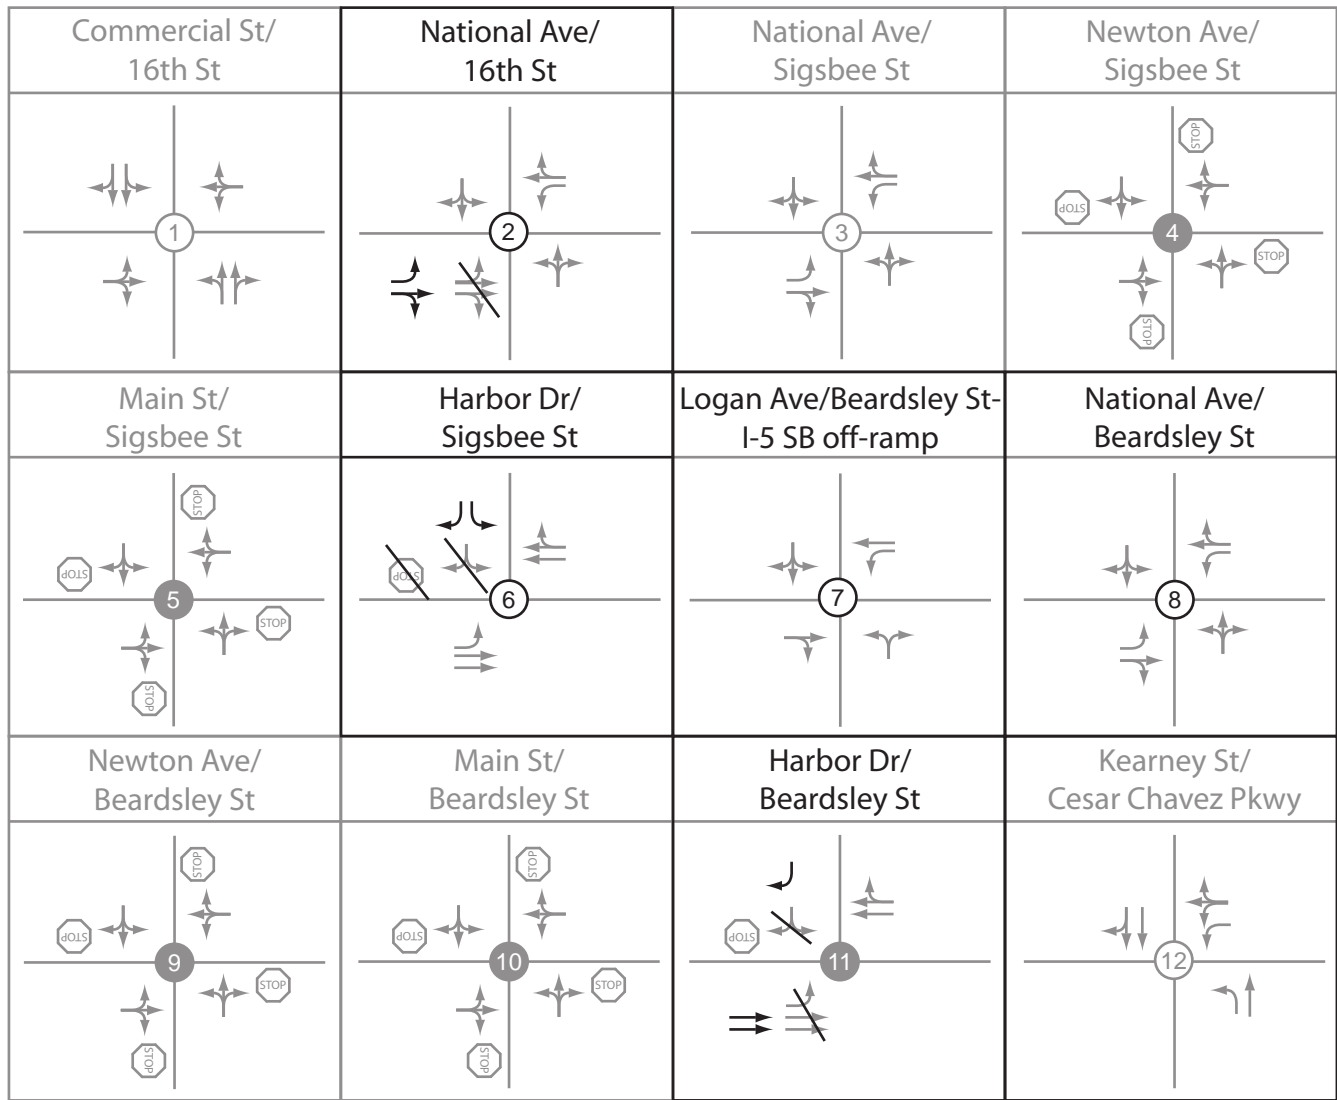 Commercial St/
16th St
National Ave/
16th St
National Ave/
Sigsbee St
Newton Ave/
Sigsbee St
1
2
3
STOP
STOP
4
STOP
STOP
Main St/
Sigsbee St
Harbor Dr/
Sigsbee St
Logan Ave/Beardsley St-
I-5 SB off-ramp
National Ave/
Beardsley St
STOP
STOP
5
STOP
STOP
STOP
6
7
8
Newton Ave/
Beardsley St
Main St/
Beardsley St
Harbor Dr/
Beardsley St
Kearney St/
Cesar Chavez Pkwy
STOP
STOP
9
STOP
STOP
STOP
STOP
10
STOP
STOP
STOP
11
12